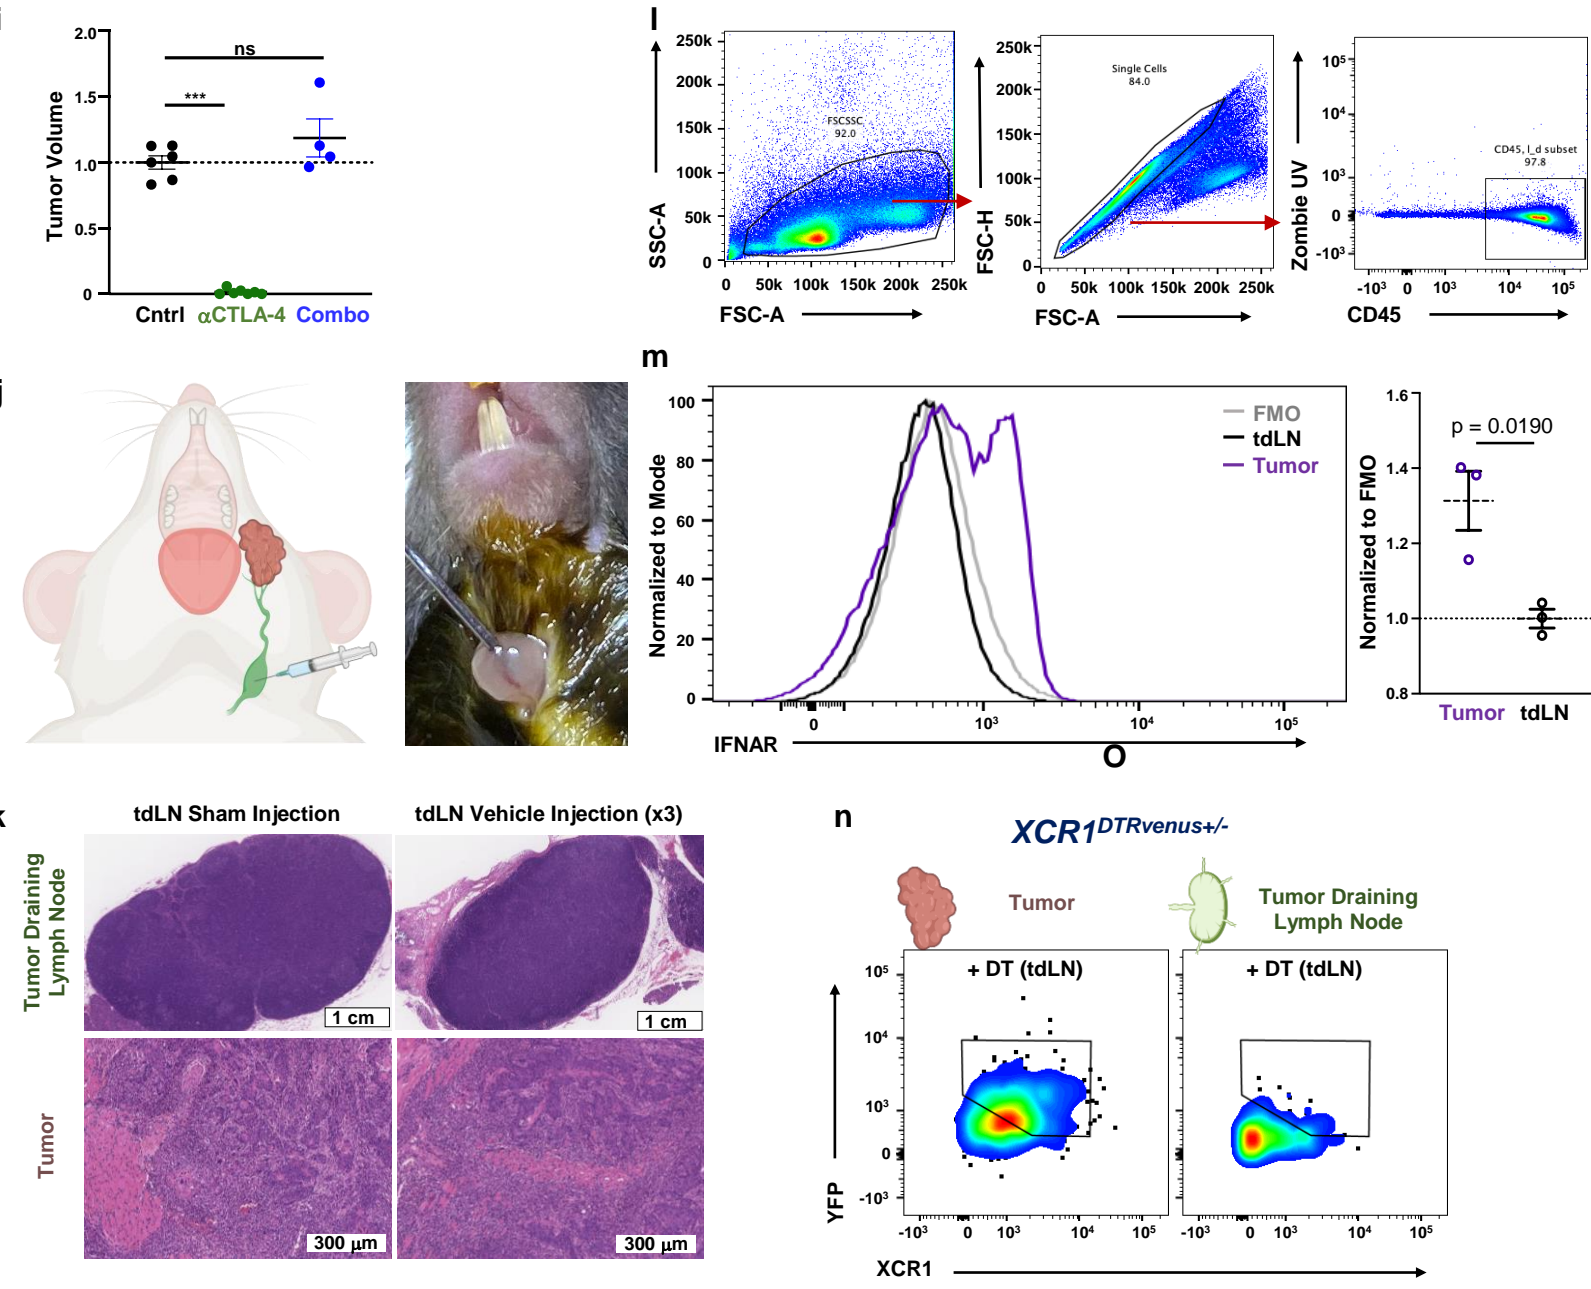 i
2.0
1.5
1.0
0.5
0
Tumor Volume
ns
***
Cntrl αCTLA-4 Combo
l
250k
200k
150k
100k
50k
0
SSC-A
FSCSSC
92.0
0 50k 100k 150k 200k 250k
FSC-A
250k
200k
150k
100k
50k
0
FSC-H
Single Cells
84.0
0 50k 100k 150k 200k 250k
FSC-A
10⁵
10⁴
10³
0
-10³
Zombie UV
CD45, l_d subset
97.8
-10³ 0 10³ 10⁴ 10⁵
CD45
j
m
100
80
60
40
20
0
Normalized to Mode
FMO
tdLN
Tumor
0 10³ 10⁴ 10⁵
IFNAR
O
1.6
1.4
1.2
1.0
0.8
Normalized to FMO
p = 0.0190
Tumor tdLN
k
tdLN Sham Injection
tdLN Vehicle Injection (x3)
Tumor Draining
Lymph Node
1 cm
1 cm
Tumor
300 µm
300 µm
n
XCR1DTRvenus+/-
Tumor
Tumor Draining
Lymph Node
+ DT (tdLN)
+ DT (tdLN)
10⁵
10⁴
10³
0
-10³
YFP
-10³ 0 10³ 10⁴ 10⁵
-10³ 0 10³ 10⁴ 10⁵
XCR1